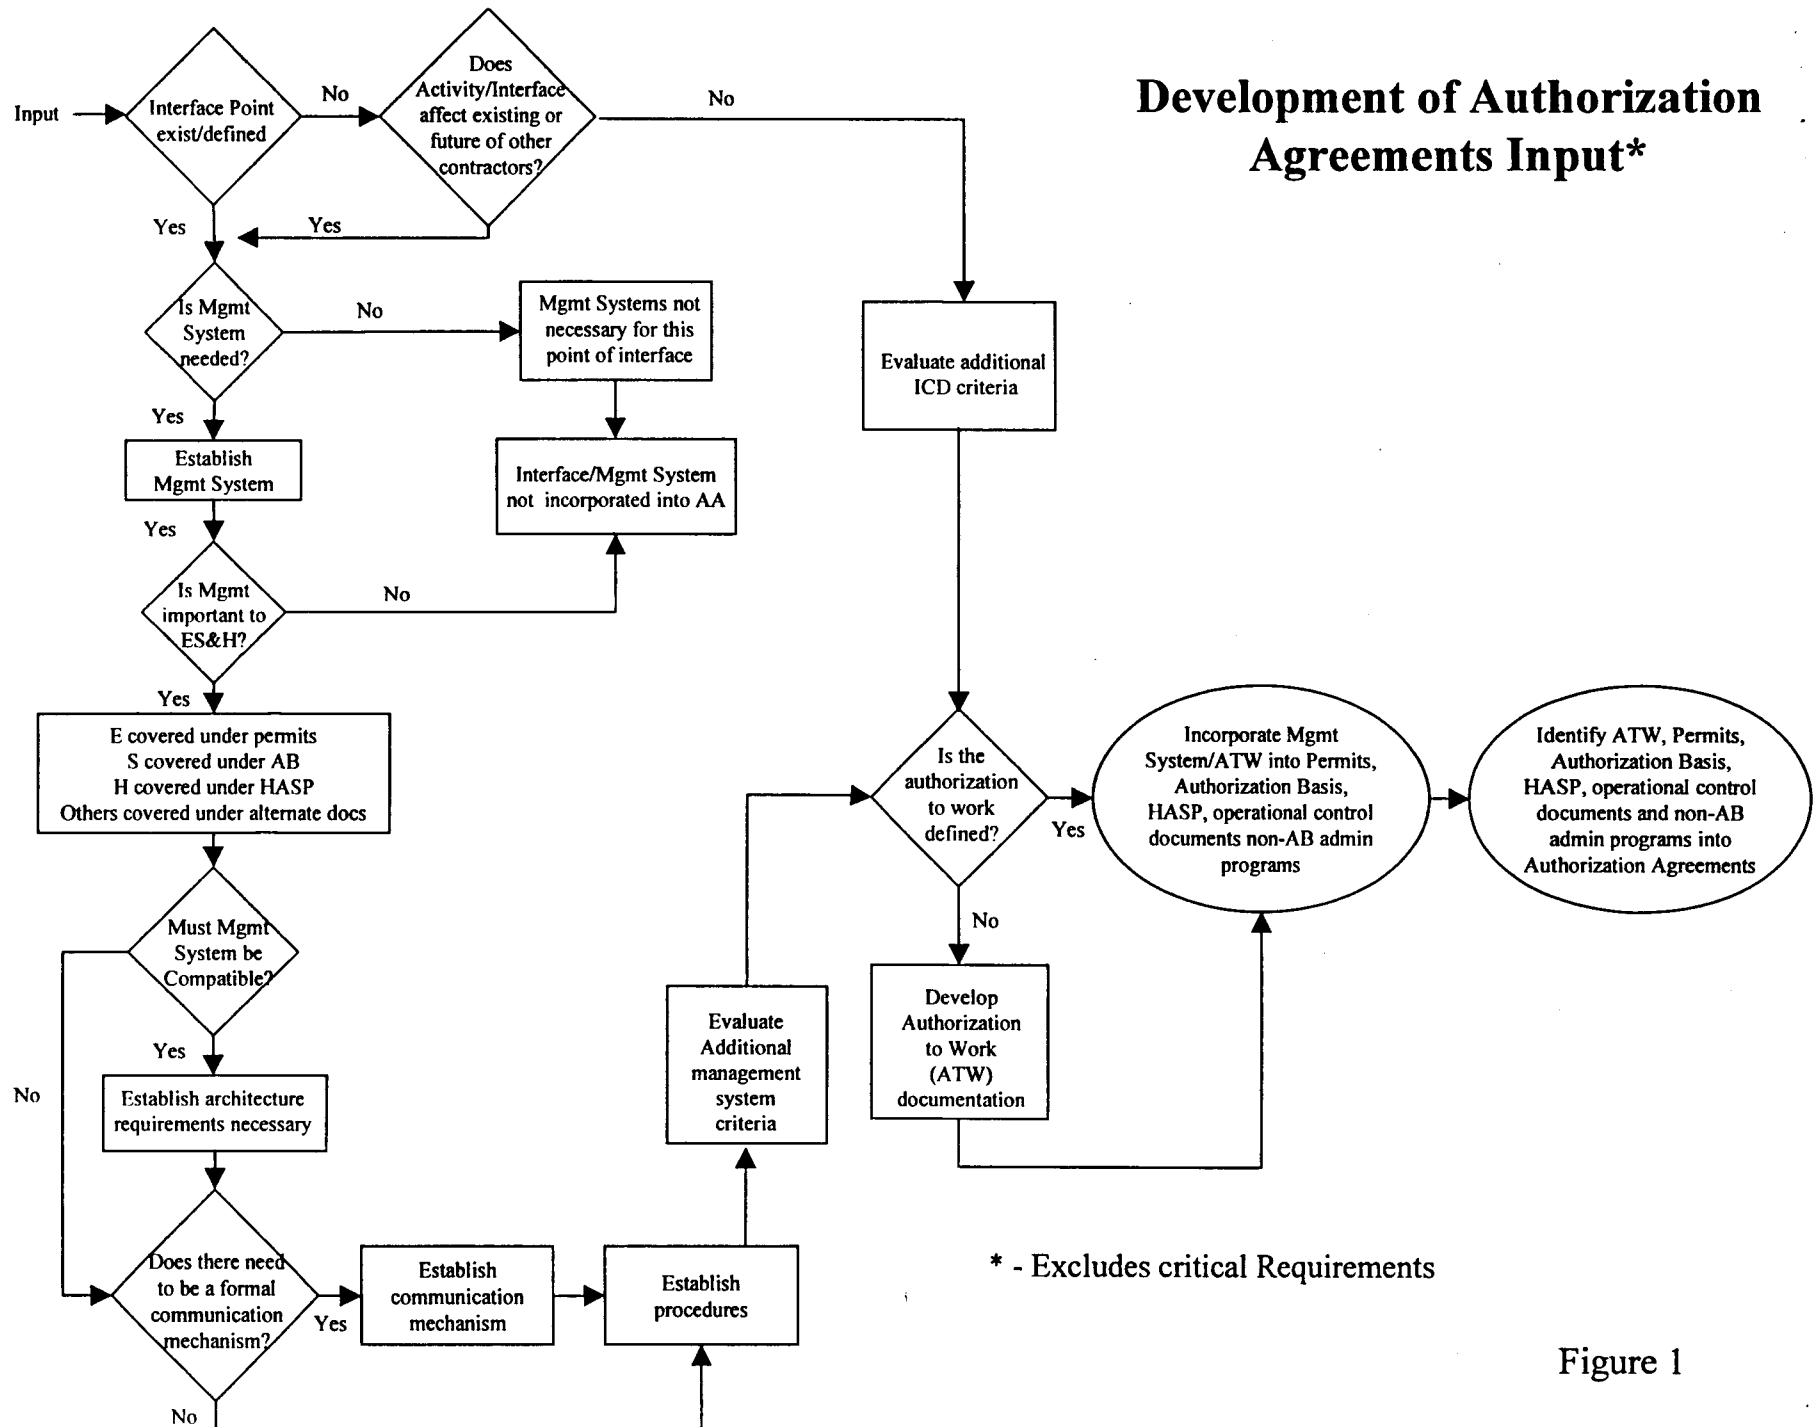 Development of Authorization
Agreements Input*
Input
Interface Point
exist/defined
No
Does
Activity/Interface
affect existing or
future of other
contractors?
No
Yes
Yes
Is Mgmt
System
needed?
No
Mgmt Systems not
necessary for this
point of interface
Evaluate additional
ICD criteria
Yes
Establish
Mgmt System
Interface/Mgmt System
not incorporated into AA
Yes
Is Mgmt
important to
ES&H?
No
Yes
E covered under permits
S covered under AB
H covered under HASP
Others covered under alternate docs
Is the
authorization
to work
defined?
Yes
Incorporate Mgmt
System/ATW into Permits,
Authorization Basis,
HASP, operational control
documents non-AB admin
programs
Identify ATW, Permits,
Authorization Basis,
HASP, operational control
documents and non-AB
admin programs into
Authorization Agreements
Must Mgmt
System be
Compatible?
No
Develop
Authorization
to Work
(ATW)
documentation
Evaluate
Additional
management
system
criteria
Yes
No
Establish architecture
requirements necessary
Does there need
to be a formal
communication
mechanism?
Yes
Establish
communication
mechanism
Establish
procedures
* - Excludes critical Requirements
No
Figure 1